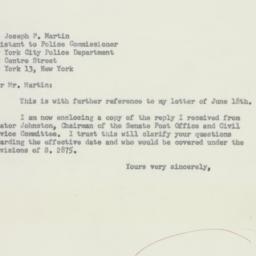 Joseph P. Martin
istant to Police Commissioner
York City Police Department
Centre Street
York 13, New York
r Mr. Martin:
This is with further reference to my letter of June 18th.
I am now enclosing a copy of the reply I received from
ator Johnston, Chairman of the Senate Post Office and Civil
vice Committee. I trust this will clarify your questions
arding the effective date and who would be covered under the
visions of S. 2875.
Yours very sincerely,